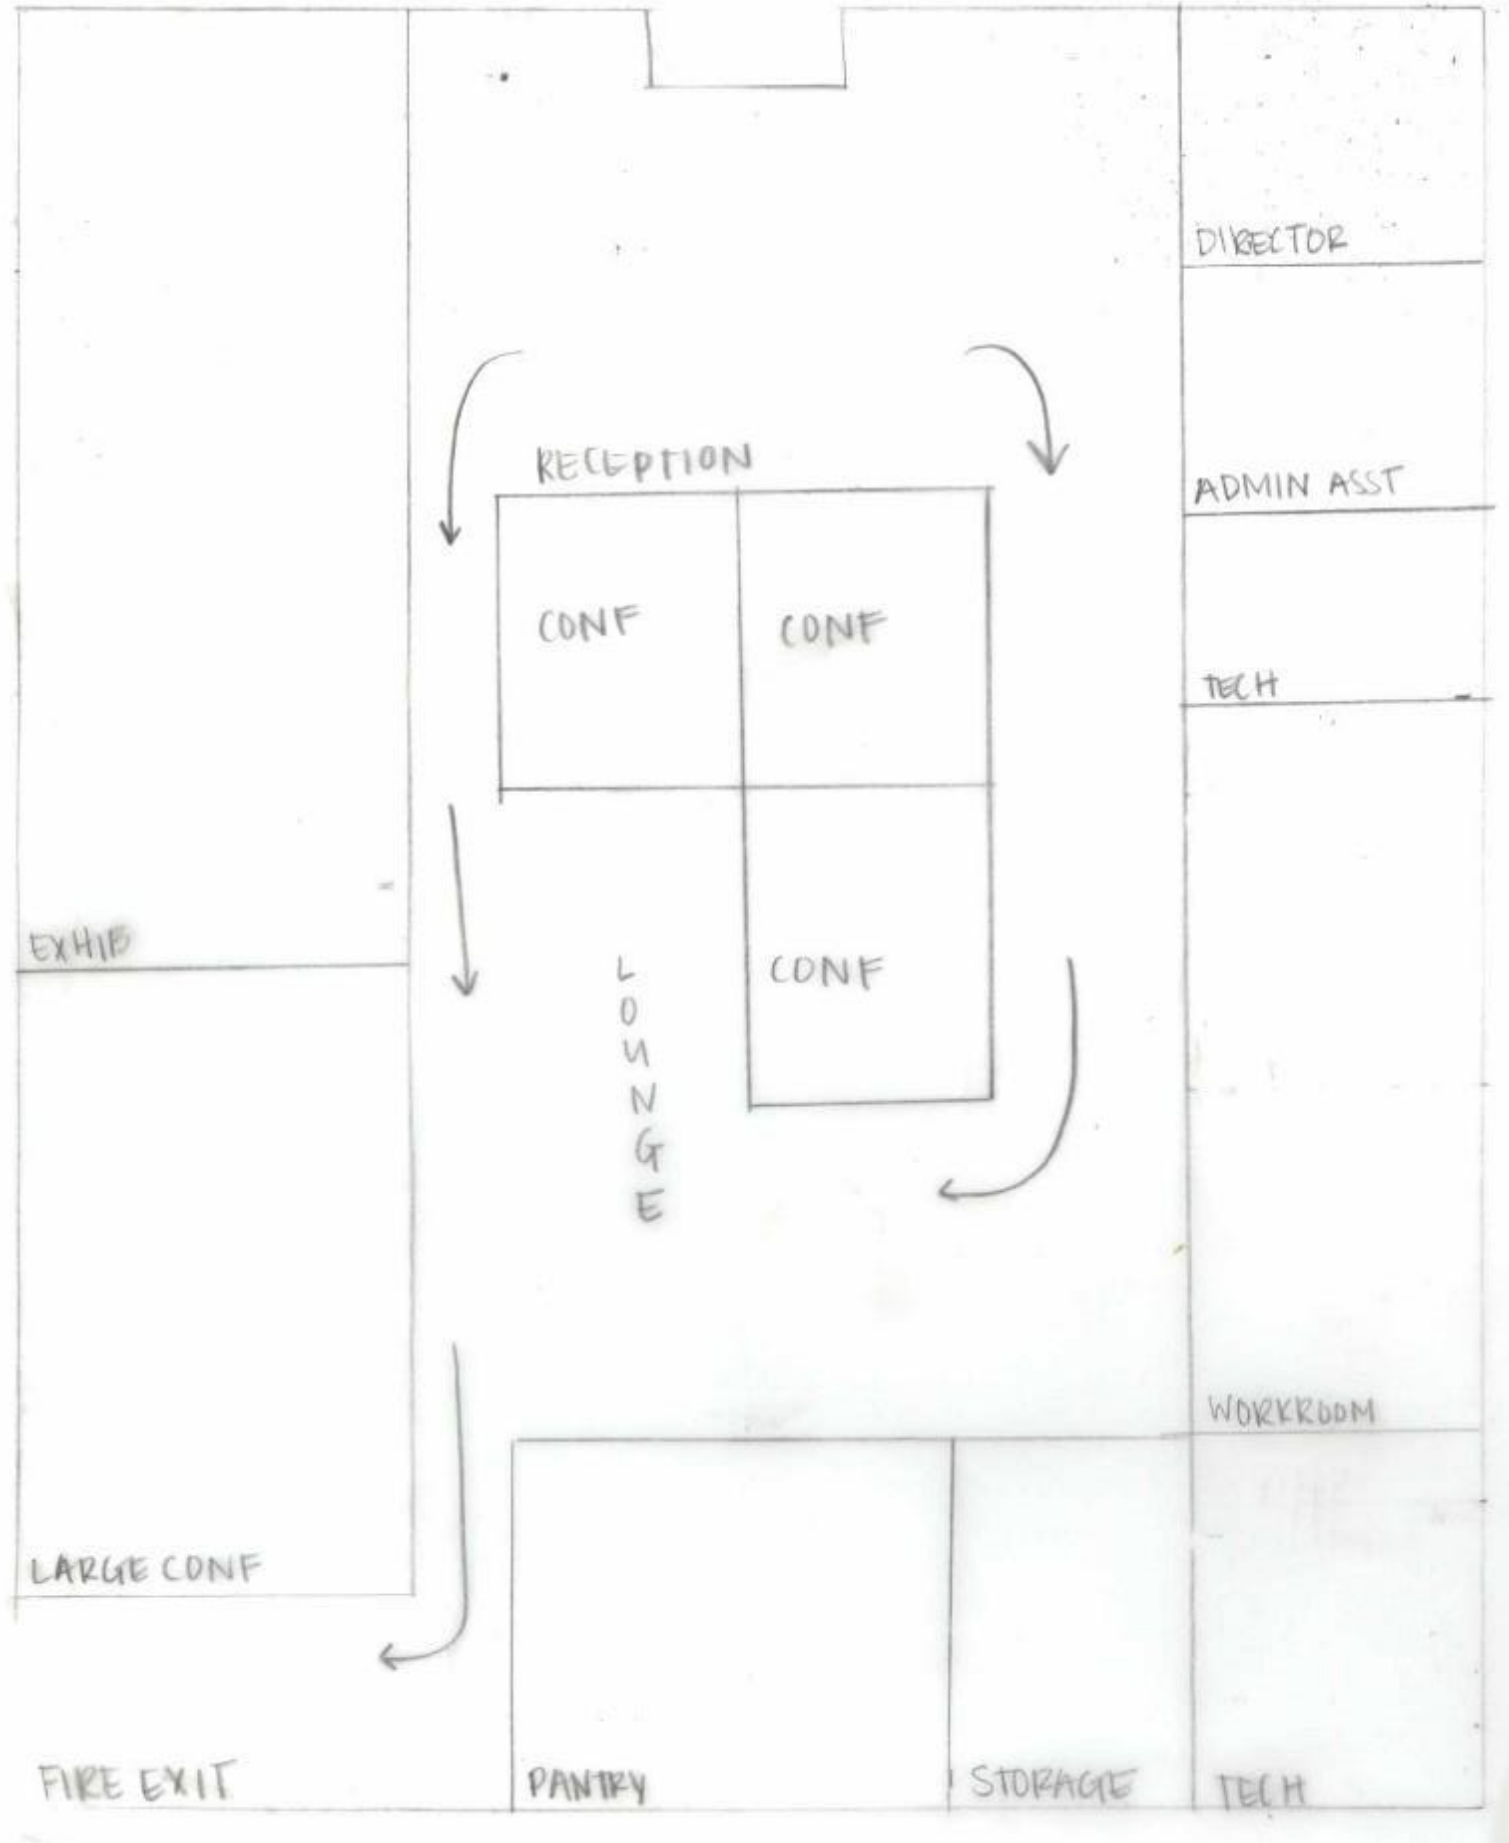 DIRECTOR
RECEPTION
ADMIN ASST
CONF
CONF
TECH
EXHIB
CONF
LOUNGE
WORKROOM
LARGE CONF
FIRE EXIT
PANTRY
STORAGE
TECH